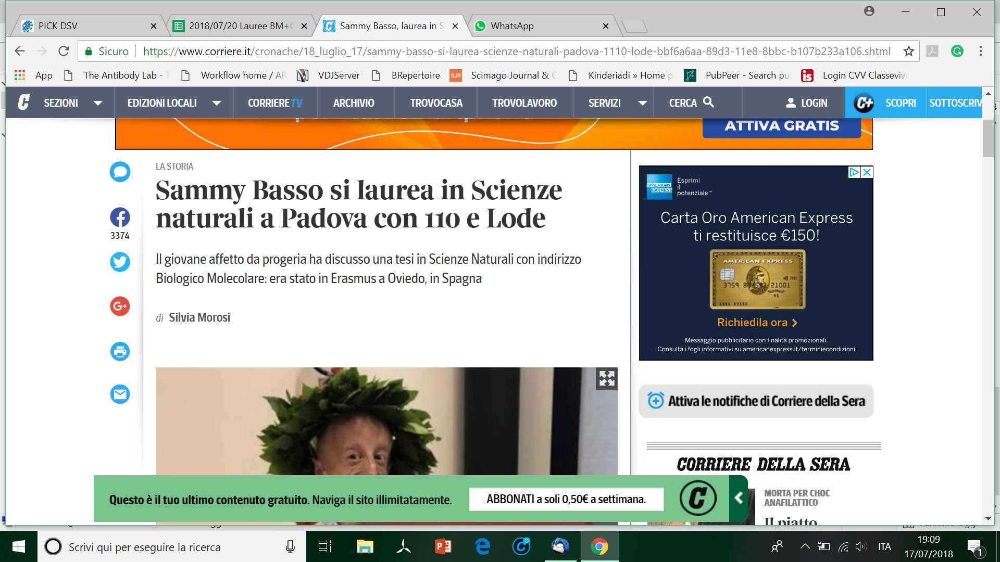 PICK DSV
2018/07/20 Lauree BM+
Sammy Basso, laurea in S
WhatsApp
Sicuro
https://www.corriere.it/cronache/18_luglio_17/sammy-basso-si-laurea-scienze-naturali-padova-1110-lode-bbf6a6aa-89d3-11e8-8bbc-b107b233a106.shtml
App
The Antibody Lab -
Workflow home / AR
VDJServer
BRepertoire
SJR
Scimago Journal &
Kinderiadi » Home p
PubPeer - Search pu
is
Login CVV Classeviv
C
SEZIONI
EDIZIONI LOCALI
CORRIERETV
ARCHIVIO
TROVOCASA
TROVOLAVORO
SERVIZI
CERCA
LOGIN
C+
SCOPRI
SOTTOSCRIV
ATTIVA GRATIS
LA STORIA
Sammy Basso si laurea in Scienze
naturali a Padova con 110 e Lode
3374
Il giovane affetto da progeria ha discusso una tesi in Scienze Naturali con indirizzo
Biologico Molecolare: era stato in Erasmus a Oviedo, in Spagna
G+
di Silvia Morosi
AMERICAN EXPRESS
Esprimi
il
potenziale™
Carta Oro American Express
ti restituisce €150!
AMERICAN EXPRESS
21001
95
Richiedila ora
Messaggio pubblicitario con finalità promozionali.
Consulta i fogli informativi su americanexpress.it/terminiecondizioni
Attiva le notifiche di Corriere della Sera
CORRIERE DELLA SERA
MORTA PER CHOC
ANAFILATTICO
Il piatto
Questo è il tuo ultimo contenuto gratuito. Naviga il sito illimitatamente.
ABBONATI a soli 0,50€ a settimana.
C
Scrivi qui per eseguire la ricerca
ITA
19:09
17/07/2018
1